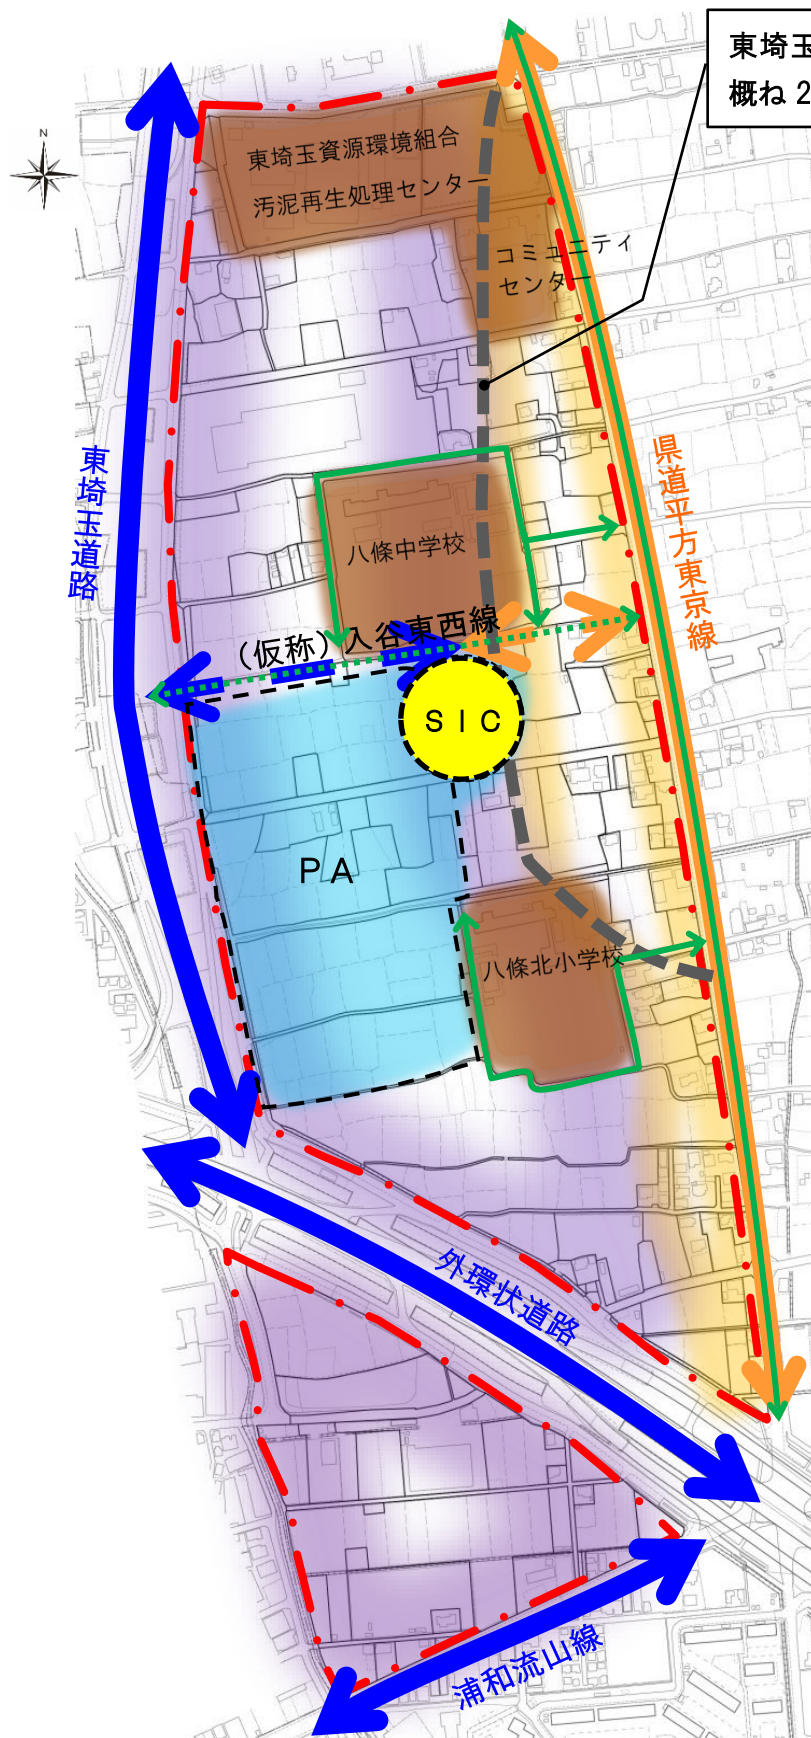 東埼玉
概ね 2
N
東埼玉資源環境組合
汚泥再生処理センター
コミュニティ
センター
東埼玉道路
県道平方東京線
八條中学校
（仮称）入谷東西線
ＳＩＣ
ＰＡ
八條北小学校
外環状道路
浦和流山線